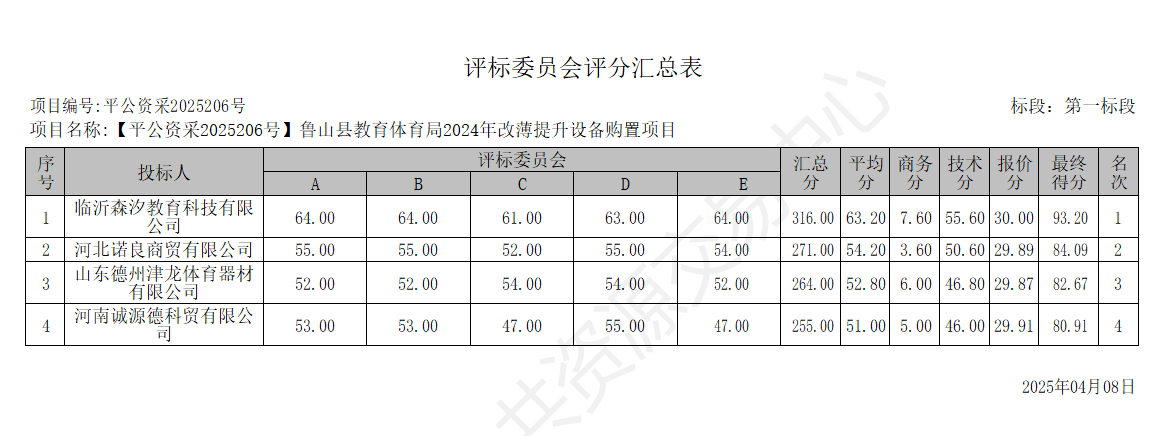 评标委员会评分汇总表
项目编号:平公资采2025206号 标段：第一标段
项目名称:【平公资采2025206号】鲁山县教育体育局2024年改薄提升设备购置项目
序号 投标人 评标委员会 汇总分 平均分 商务分 技术分 报价分 最终得分 名次
A B C D E
1 临沂森汐教育科技有限公司 64.00 64.00 61.00 63.00 64.00 316.00 63.20 7.60 55.60 30.00 93.20 1
2 河北诺良商贸有限公司 55.00 55.00 52.00 55.00 54.00 271.00 54.20 3.60 50.60 29.89 84.09 2
3 山东德州津龙体育器材有限公司 52.00 52.00 54.00 54.00 52.00 264.00 52.80 6.00 46.80 29.87 82.67 3
4 河南诚源德科贸有限公司 53.00 53.00 47.00 55.00 47.00 255.00 51.00 5.00 46.00 29.91 80.91 4
2025年04月08日
共资源交易中心